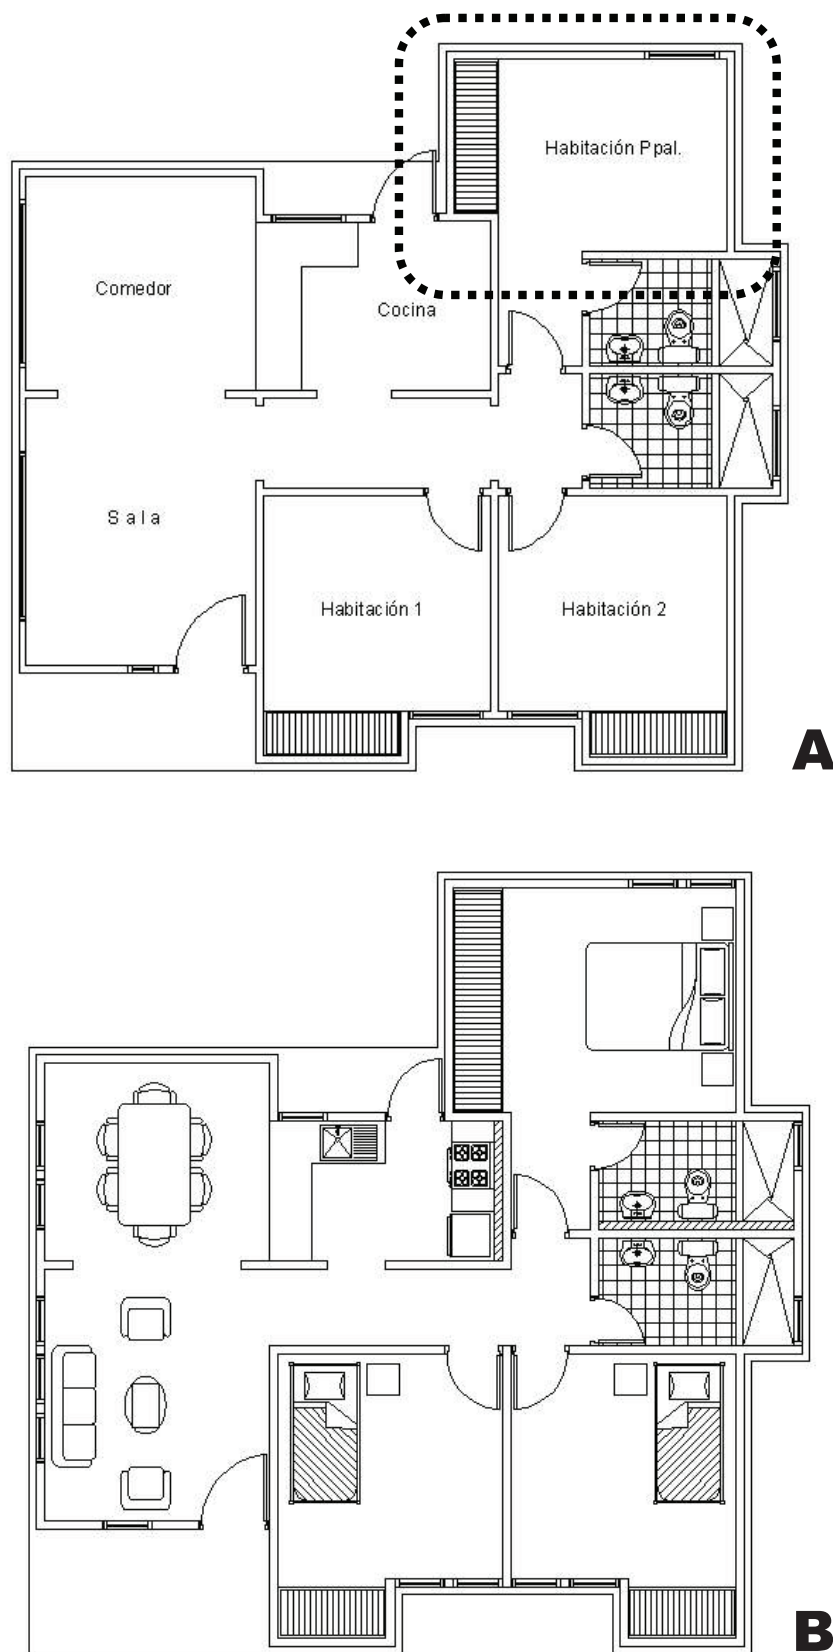 Habitación Ppal.
Comedor
Cocina
Sala
Habitación 1
Habitación 2
A
B